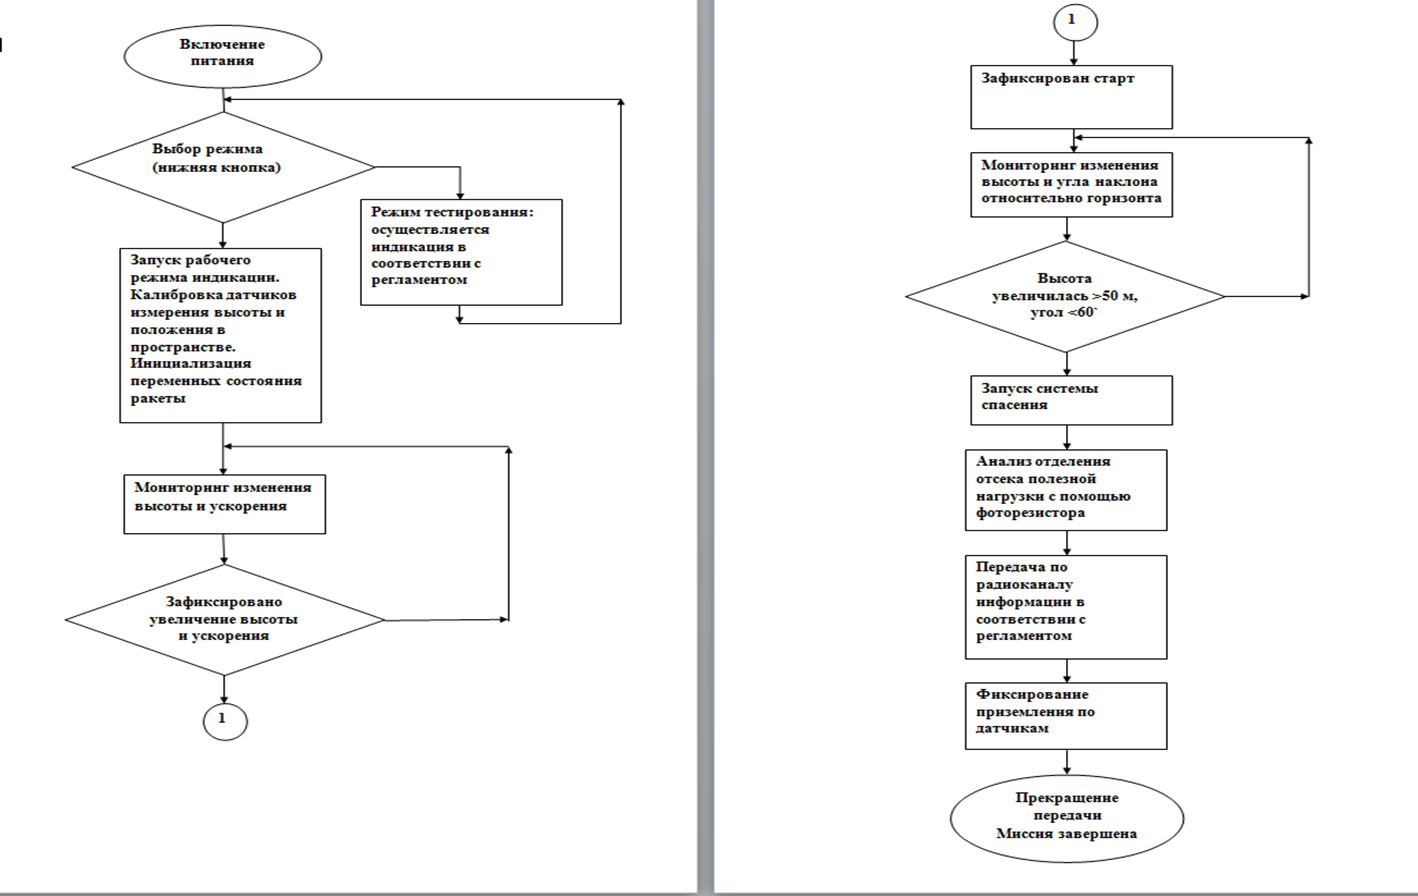 Включение
питания
Выбор режима
(нижняя кнопка)
Режим тестирования:
осуществляется
индикация в
соответствии с
регламентом
Запуск рабочего
режима индикации.
Калибровка датчиков
измерения высоты и
положения в
пространстве.
Инициализация
переменных состояния
ракеты
Мониторинг изменения
высоты и ускорения
Зафиксировано
увеличение высоты
и ускорения
1
1
Зафиксирован старт
Мониторинг изменения
высоты и угла наклона
относительно горизонта
Высота
увеличилась >50 м,
угол <60`
Запуск системы
спасения
Анализ отделения
отсека полезной
нагрузки с помощью
фоторезистора
Передача по
радиоканалу
информации в
соответствии с
регламентом
Фиксирование
приземления по
датчикам
Прекращение
передачи
Миссия завершена